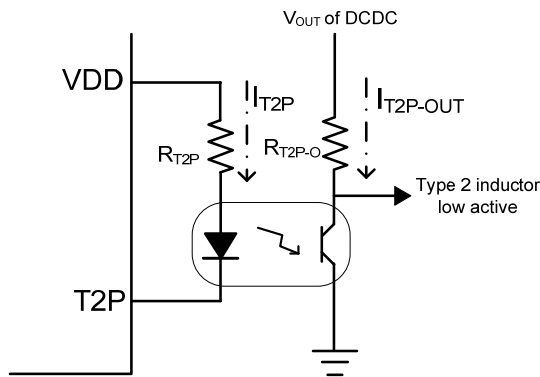 VOUT of DCDC
VDD
IT2P
IT2P-OUT
RT2P
RT2P-O
Type 2 inductor
low active
T2P